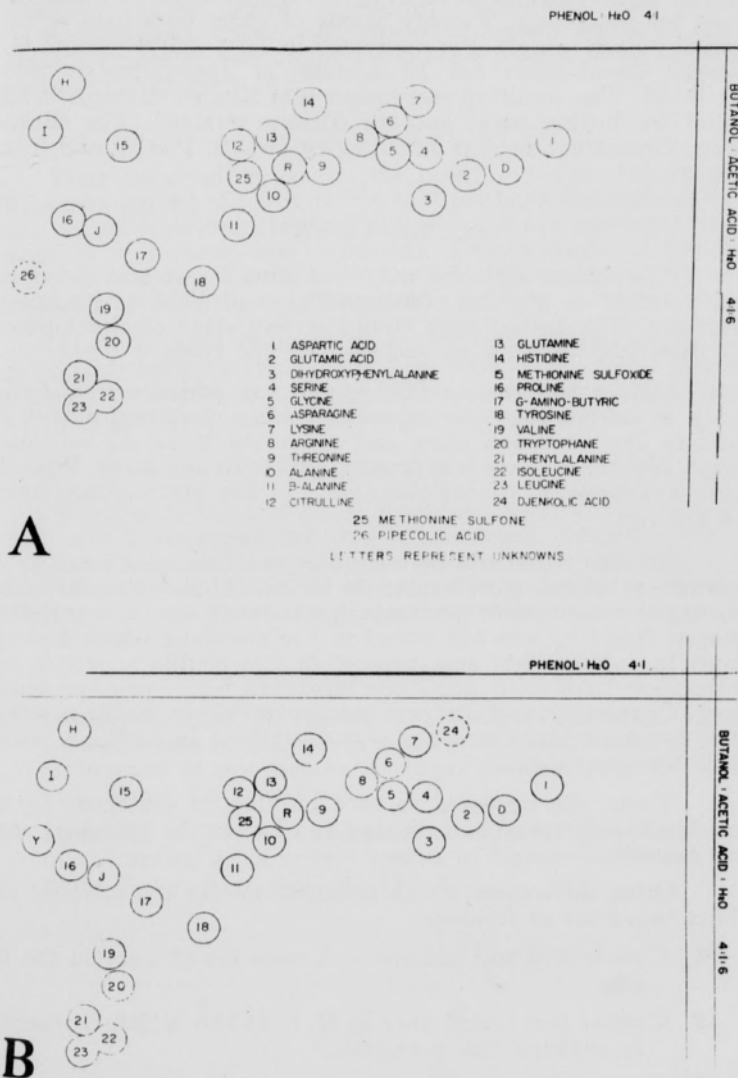 PHENOL : H2O 4:1
BUTANOL : ACETIC ACID : H2O 4:1:6
H
I
15
14
7
6
12
13
8
1
25
R
9
5
4
2
D
10
3
11
16
J
17
18
26
19
20
21
22
23
1 ASPARTIC ACID
2 GLUTAMIC ACID
3 DIHYDROXYPHENYLALANINE
4 SERINE
5 GLYCINE
6 ASPARAGINE
7 LYSINE
8 ARGININE
9 THREONINE
10 ALANINE
11 B-ALANINE
12 CITRULLINE
13 GLUTAMINE
14 HISTIDINE
15 METHIONINE SULFOXIDE
16 PROLINE
17 G-AMINO-BUTYRIC
18 TYROSINE
19 VALINE
20 TRYPTOPHANE
21 PHENYLALANINE
22 ISOLEUCINE
23 LEUCINE
24 DJENKOLIC ACID
25 METHIONINE SULFONE
26 PIPECOLIC ACID
LETTERS REPRESENT UNKNOWNS
A
PHENOL : H2O 4:1
BUTANOL : ACETIC ACID : H2O 4:1:6
H
24
7
14
I
15
6
12
13
8
1
25
R
9
5
4
2
D
Y
10
3
16
J
11
17
18
19
20
21
22
23
B